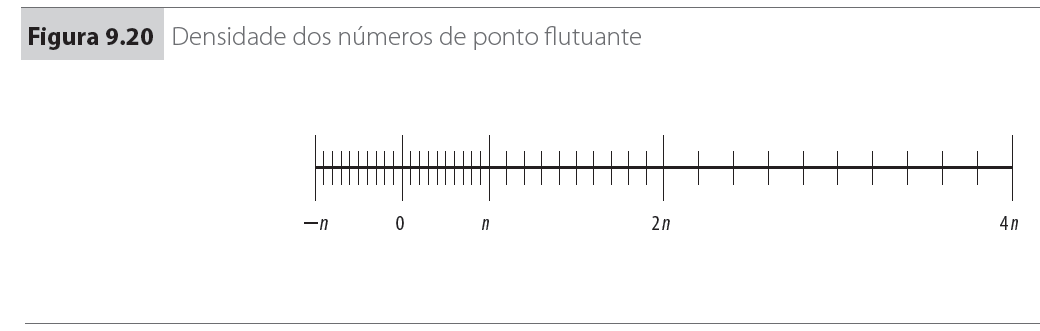 Figura 9.20 Densidade dos números de ponto flutuante
—n 0 n 2n 4n